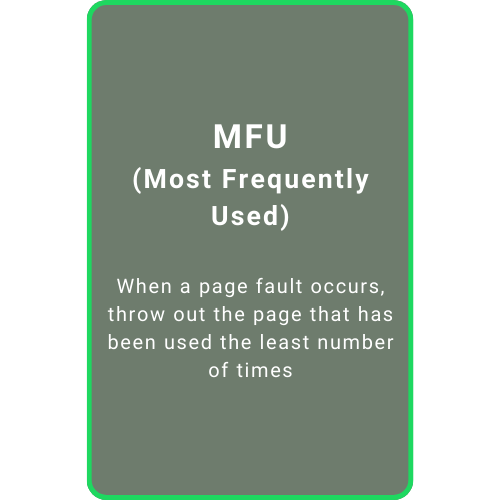 MFU
(Most Frequently
Used)
When a page fault occurs,
throw out the page that has
been used the least number
of times